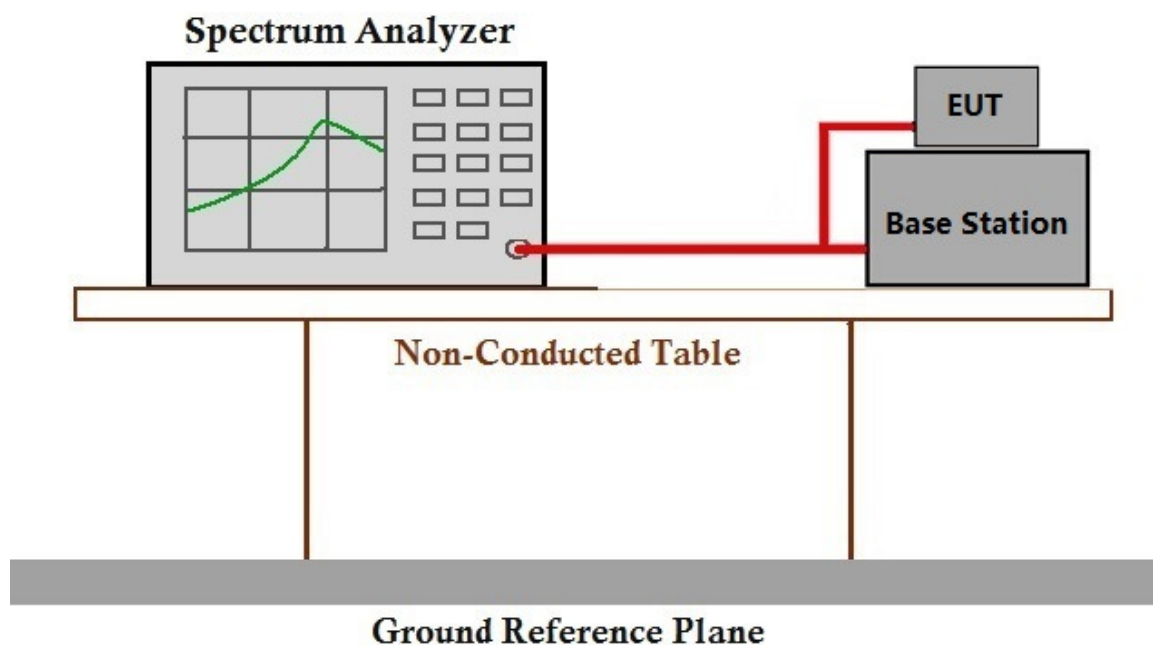 Spectrum Analyzer
EUT
Base Station
Non-Conducted Table
Ground Reference Plane